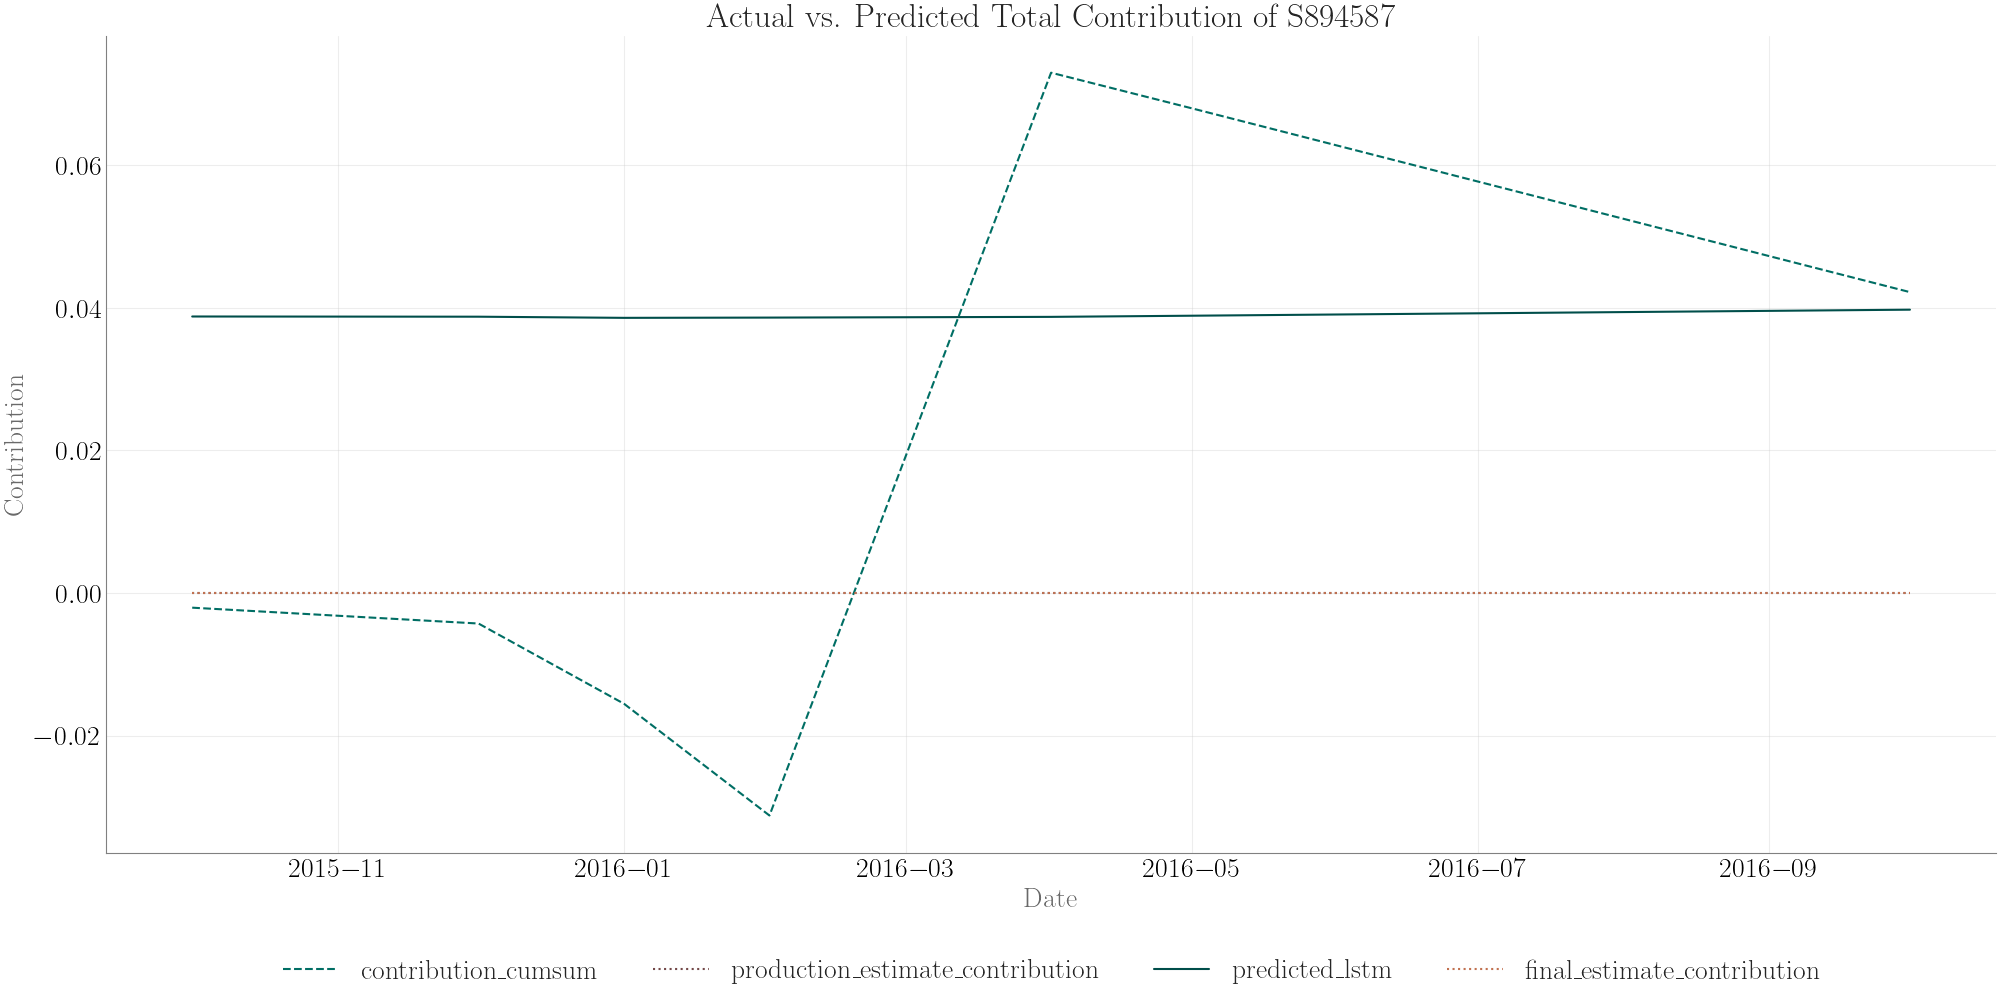 Actual vs. Predicted Total Contribution of S894587
Contribution
0.06
0.04
0.02
0.00
−0.02
2015–11 2016–01 2016–03 2016–05 2016–07 2016–09
Date
contribution_cumsum production_estimate_contribution predicted_lstm final_estimate_contribution